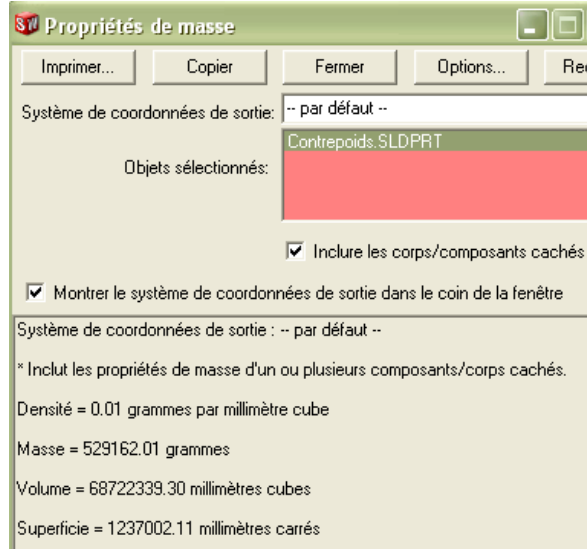 SW Propriétés de masse
Imprimer... Copier Fermer Options...
Système de coordonnées de sortie: -- par défaut --
Objets sélectionnés: Contrepoids.SLDPRT
Inclure les corps/composants cachés
Montrer le système de coordonnées de sortie dans le coin de la fenêtre
Système de coordonnées de sortie : -- par défaut --
* Inclut les propriétés de masse d'un ou plusieurs composants/corps cachés.
Densité = 0.01 grammes par millimètre cube
Masse = 529162.01 grammes
Volume = 68722339.30 millimètres cubes
Superficie = 1237002.11 millimètres carrés